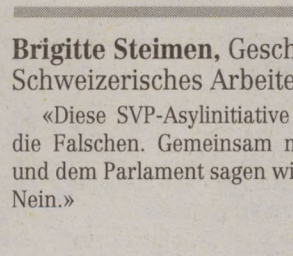 Brigitte Steimen, Gesch
Schweizerisches Arbeite
«Diese SVP-Asylinitiative
die Falschen. Gemeinsam
und dem Parlament sagen wi
Nein.»